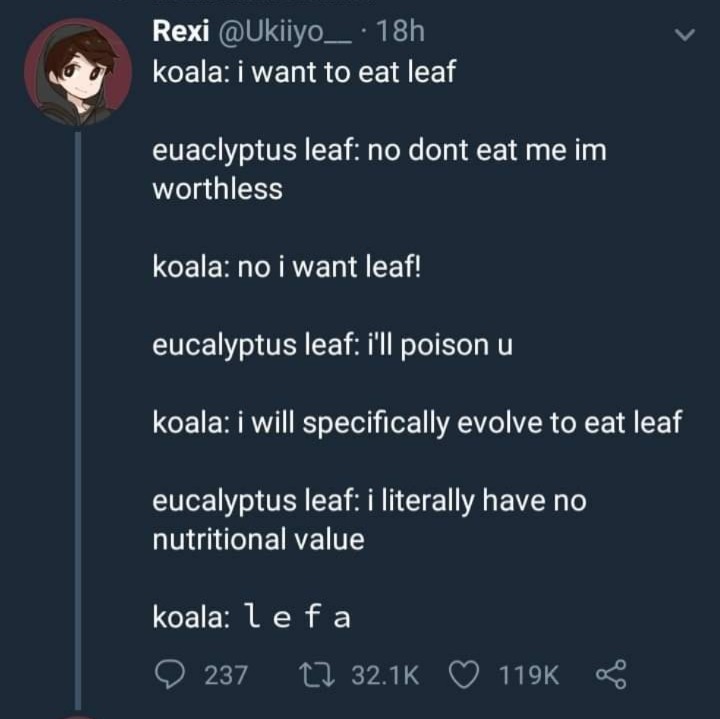 Rexi @Ukiiyo__ · 18h
koala: i want to eat leaf
euaclyptus leaf: no dont eat me im
worthless
koala: no i want leaf!
eucalyptus leaf: i'll poison u
koala: i will specifically evolve to eat leaf
eucalyptus leaf: i literally have no
nutritional value
koala: l e f a
237 32.1K 119K